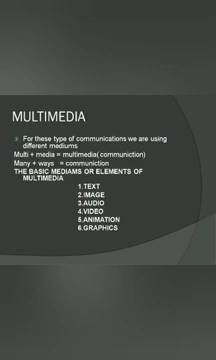 MULTIMEDIA
For these type of communications we are using
different mediums
Multi + media = multimedia( communiction)
Many + ways = communiction
THE BASIC MEDIAMS OR ELEMENTS OF
MULTIMEDIA
1.TEXT
2.IMAGE
3.AUDIO
4.VIDEO
5.ANIMATION
6.GRAPHICS